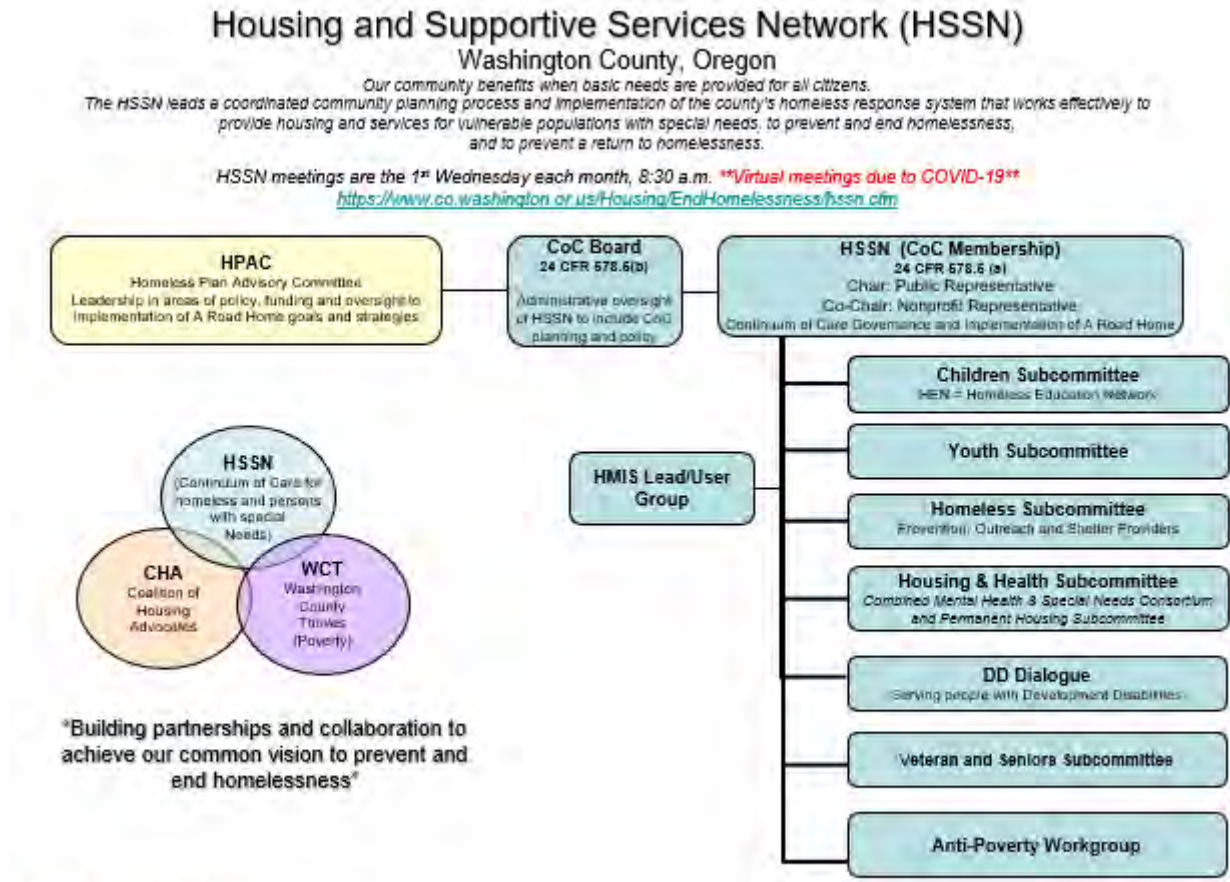 Housing and Supportive Services Network (HSSN)
Washington County, Oregon
Our community benefits when basic needs are provided for all citizens.
The HSSN leads a coordinated community planning process and implementation of the county's homeless response system that works effectively to
provide housing and services for vulnerable populations with special needs, to prevent and end homelessness,
and to prevent a return to homelessness.
HSSN meetings are the 1st Wednesday each month, 8:30 a.m. **Virtual meetings due to COVID-19**
https://www.co.washington.or.us/Housing/EndHomelessness/hssn.cfm
HPAC
Homeless Plan Advisory Committee
Leadership in areas of policy, funding and oversight to
Implementation of A Road Home goals and strategies
CoC Board
24 CFR 578.5(b)
Administrative oversight
of HSSN to include CoC
planning and policy
HSSN (CoC Membership)
24 CFR 578.5 (a)
Chair: Public Representative
Co-Chair: Nonprofit Representative
Continuum of Care Governance and Implementation of A Road Home
Children Subcommittee
HEN = Homeless Education Network
Youth Subcommittee
HMIS Lead/User
Group
Homeless Subcommittee
Prevention, Outreach and Shelter Providers
Housing & Health Subcommittee
Combined Mental Health & Special Needs Consortium
and Permanent Housing Subcommittee
DD Dialogue
Serving people with Development Disabilities
Veteran and Seniors Subcommittee
Anti-Poverty Workgroup
HSSN
(Continuum of Care for
homeless and persons
with special
Needs)
CHA
Coalition of
Housing
Advocates
WCT
Washington
County
Thrives
(Poverty)
"Building partnerships and collaboration to
achieve our common vision to prevent and
end homelessness"